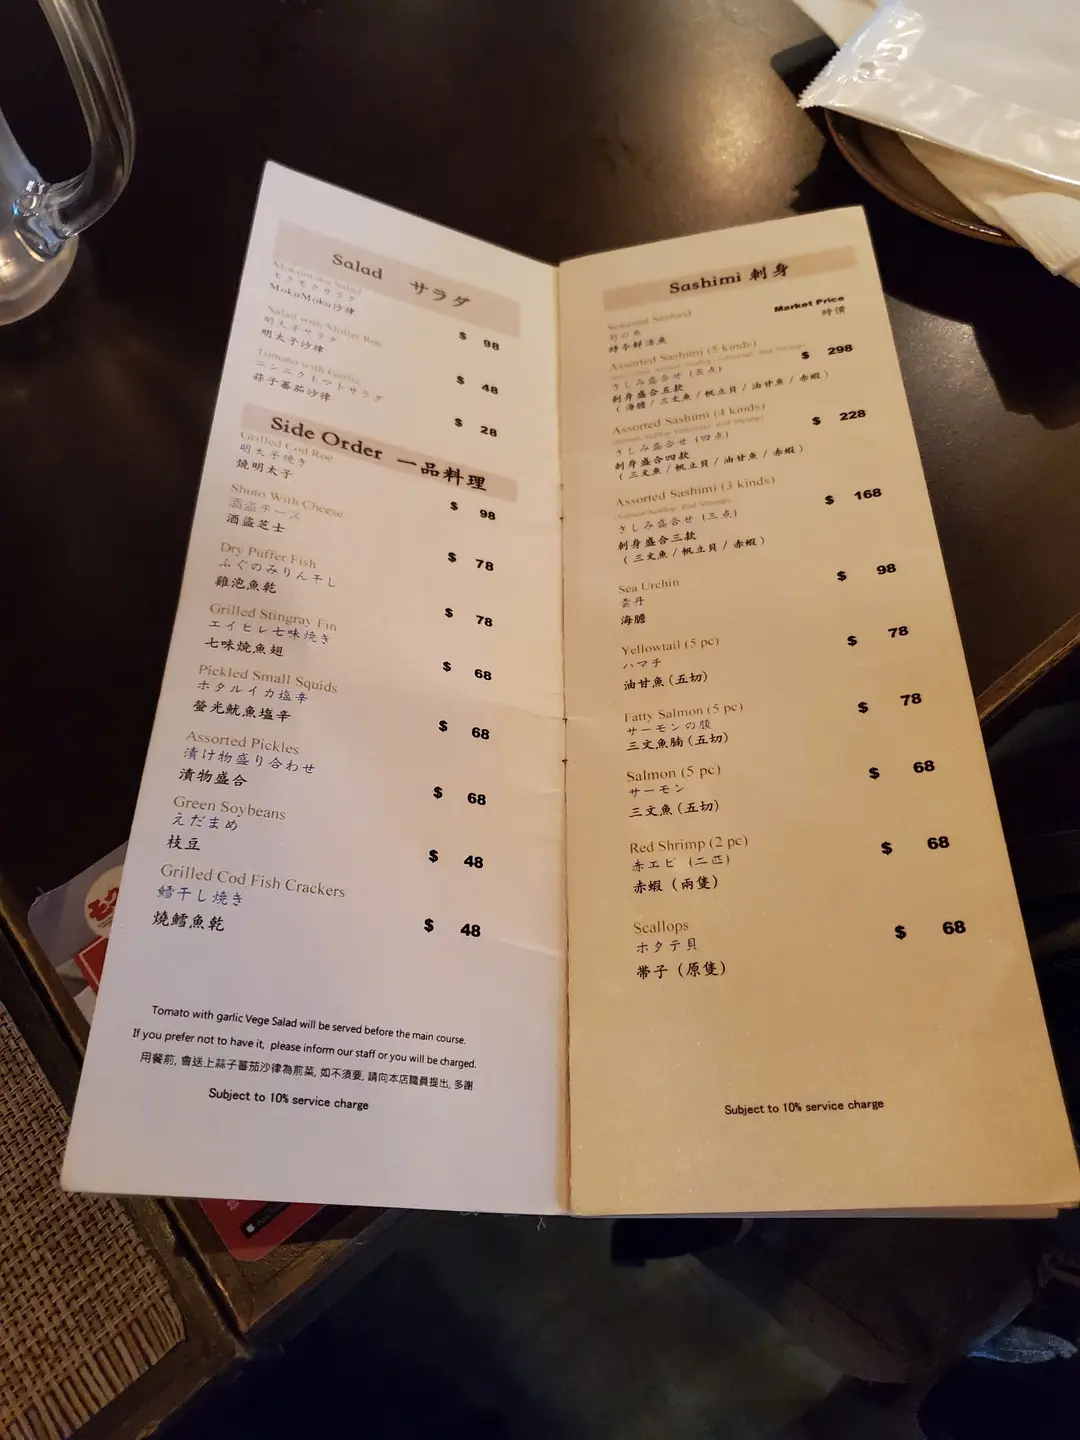 Salad サラダ
MokuMoku Salad
モクモクサラダ
MokuMoku沙律
$ 98
Salad with Mullet Roe
明太子サラダ
明太子沙律
$ 48
Tomato with Garlic
ニンニクトマトサラダ
蒜子蕃茄沙律
$ 28
Side Order 一品料理
Grilled Cod Roe
明太子焼き
燒明太子
$ 98
Shuto With Cheese
酒盗チーズ
酒盜芝士
$ 78
Dry Puffer Fish
ふぐのみりん干し
雞泡魚乾
$ 78
Grilled Stingray Fin
エイヒレ七味焼き
七味燒魚翅
$ 68
Pickled Small Squids
ホタルイカ塩辛
螢光魷魚塩辛
$ 68
Assorted Pickles
漬け物盛り合わせ
漬物盛合
$ 68
Green Soybeans
えだまめ
枝豆
$ 48
Grilled Cod Fish Crackers
鱈干し焼き
燒鱈魚乾
$ 48
Tomato with garlic Vege Salad will be served before the main course.
If you prefer not to have it, please inform our staff or you will be charged.
用餐前, 會送上蒜子蕃茄沙律為前菜, 如不須要, 請向本店職員提出, 多謝
Subject to 10% service charge
Sashimi 刺身
Seasonal Seafood
旬の魚
時令鮮活魚
Market Price
時價
Assorted Sashimi (5 kinds)
さしみ盛合せ (五点)
刺身盛合五款
( 海膽 / 三文魚 / 帆立貝 / 油甘魚 / 赤蝦 )
$ 298
Assorted Sashimi (4 kinds)
さしみ盛合せ (四点)
刺身盛合四款
( 三文魚 / 帆立貝 / 油甘魚 / 赤蝦 )
$ 228
Assorted Sashimi (3 kinds)
さしみ盛合せ (三点)
刺身盛合三款
( 三文魚 / 帆立貝 / 赤蝦 )
$ 168
Sea Urchin
雲丹
海膽
$ 98
Yellowtail (5 pc)
ハマチ
油甘魚(五切)
$ 78
Fatty Salmon (5 pc)
サーモンの腹
三文魚腩(五切)
$ 78
Salmon (5 pc)
サーモン
三文魚(五切)
$ 68
Red Shrimp (2 pc)
赤エビ (二匹)
赤蝦 (兩隻)
$ 68
Scallops
ホタテ貝
帶子 (原隻)
$ 68
Subject to 10% service charge